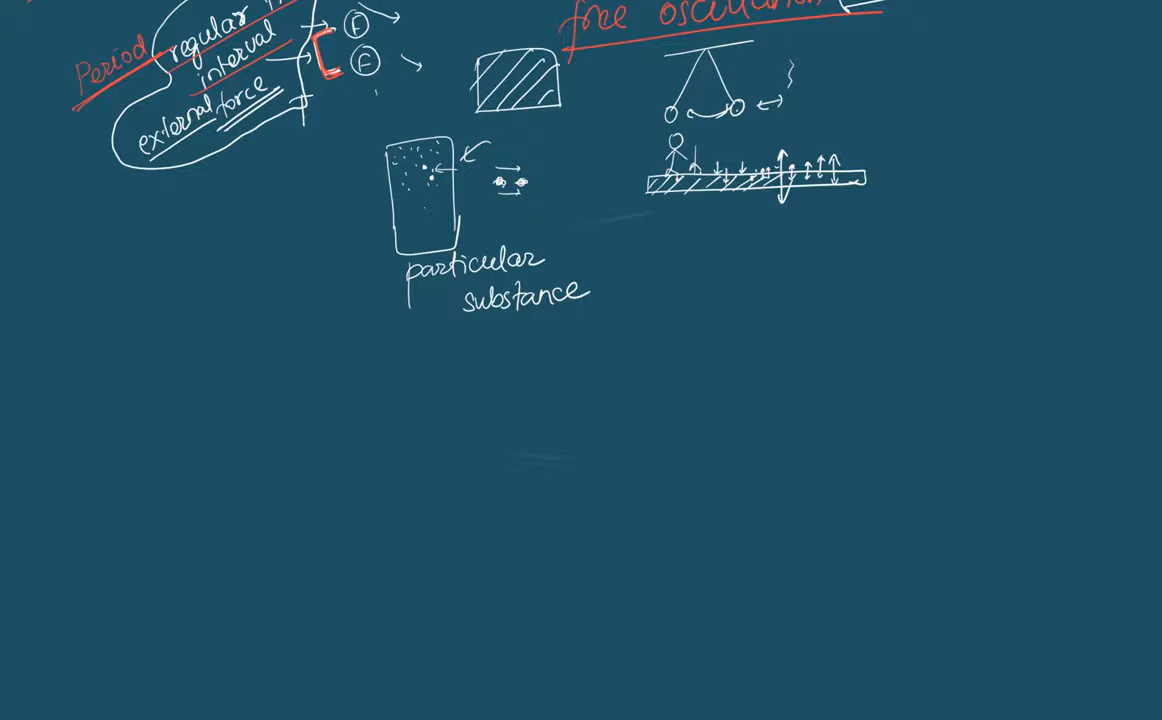 free oscillation
Period
regular
interval
external force
F
F
particular
substance